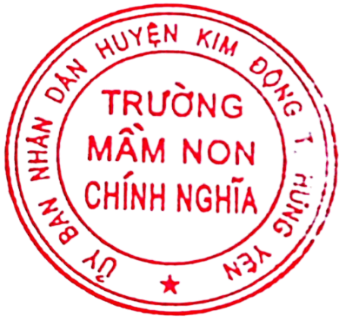 ỦY BAN NHÂN DÂN HUYỆN KIM ĐỘNG T. HƯNG YÊN
TRƯỜNG
MẦM NON
CHÍNH NGHĨA